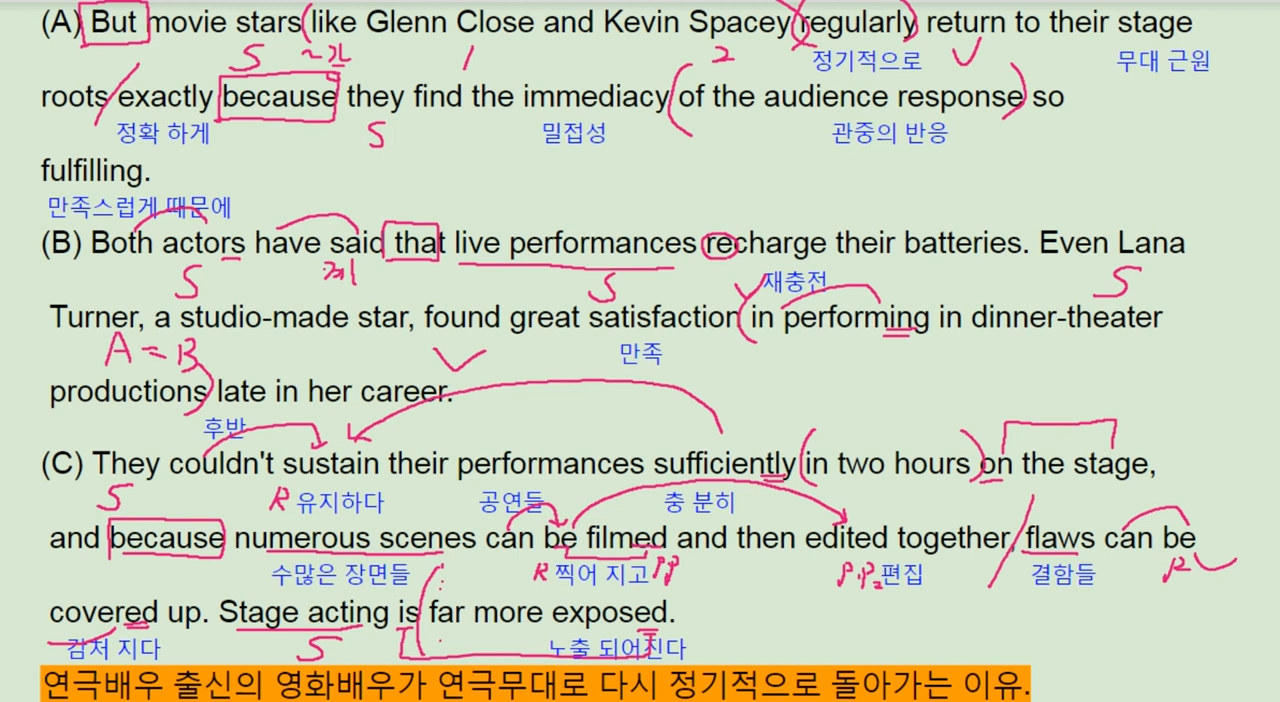 (A) But movie stars like Glenn Close and Kevin Spacey regularly return to their stage
S ~같 1 2 정기적으로 V 무대 근원
roots exactly because they find the immediacy of the audience response so
정확 하게 S 밀접성 관중의 반응
fulfilling.
만족스럽게 때문에
(B) Both actors have said that live performances recharge their batteries. Even Lana
S S 재충전 S
Turner, a studio-made star, found great satisfaction in performing in dinner-theater
A = B 만족
productions late in her career.
후반
(C) They couldn't sustain their performances sufficiently in two hours on the stage,
S R 유지하다 공연들 충 분히
and because numerous scenes can be filmed and then edited together, flaws can be
수많은 장면들 R 찍어 지고 PP P.P₂ 편집 결함들 R
covered up. Stage acting is far more exposed.
감처 지다 S 노출 되어진다
연극배우 출신의 영화배우가 연극무대로 다시 정기적으로 돌아가는 이유.